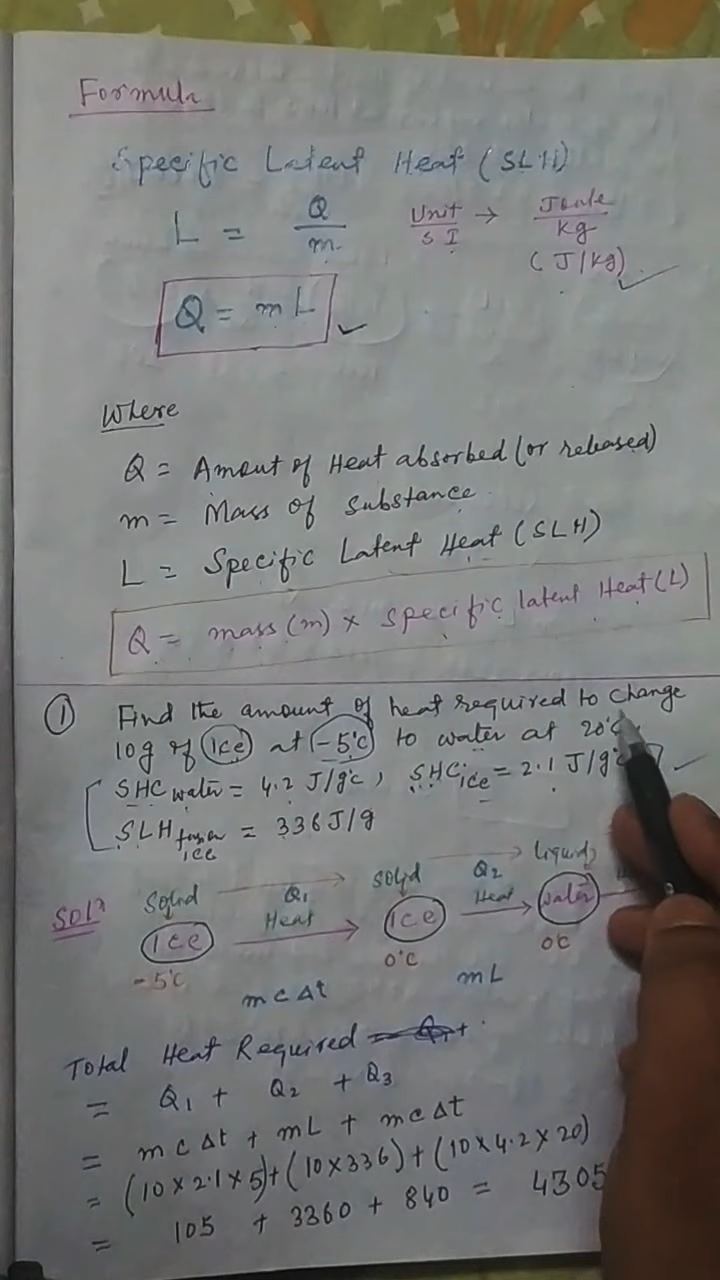 Formula
Specific Latent Heat (SLH)
L = Q/m Unit/SI → Joule/kg
(J/kg)
Q = mL
Where
Q = Amount of Heat absorbed (or released)
m = Mass of Substance
L = Specific Latent Heat (SLH)
Q = mass (m) × specific latent Heat (L)
① Find the amount of heat required to change
10g of Ice at -5°C to water at 20°C.
SHC water = 4.2 J/g°C, SHC ice = 2.1 J/g°C
SLH fusion ice = 336 J/g
Soln
Solid Q1 Heat Solid Q2 Heat liquid
Ice Ice water
-5°C 0°C 0°C
mcΔt mL
Total Heat Required =
= Q1 + Q2 + Q3
= mcΔt + mL + mcΔt
= (10×2.1×5)+(10×336)+(10×4.2×20)
= 105 + 3360 + 840 = 4305